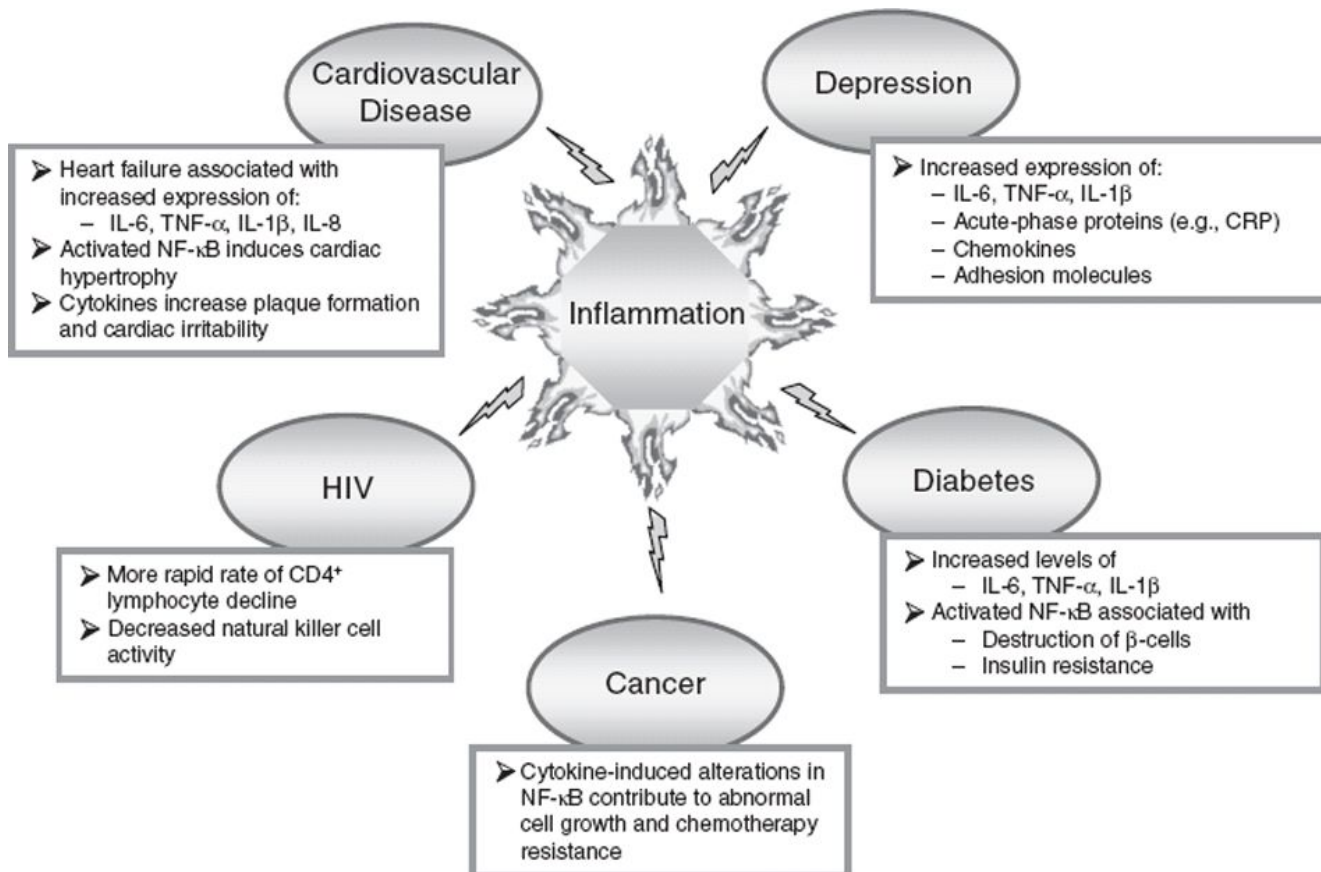 Cardiovascular
Disease
➢ Heart failure associated with
increased expression of:
– IL-6, TNF-α, IL-1β, IL-8
➢ Activated NF-κB induces cardiac
hypertrophy
➢ Cytokines increase plaque formation
and cardiac irritability
Depression
➢ Increased expression of:
– IL-6, TNF-α, IL-1β
– Acute-phase proteins (e.g., CRP)
– Chemokines
– Adhesion molecules
Inflammation
HIV
➢ More rapid rate of CD4⁺
lymphocyte decline
➢ Decreased natural killer cell
activity
Diabetes
➢ Increased levels of
– IL-6, TNF-α, IL-1β
➢ Activated NF-κB associated with
– Destruction of β-cells
– Insulin resistance
Cancer
➢ Cytokine-induced alterations in
NF-κB contribute to abnormal
cell growth and chemotherapy
resistance